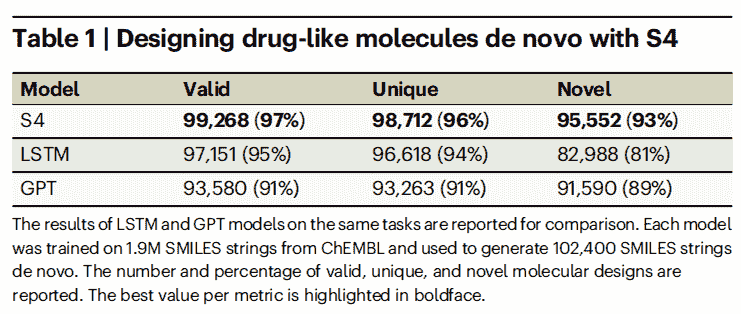 Table 1 | Designing drug-like molecules de novo with S4
Model Valid Unique Novel
S4 99,268 (97%) 98,712 (96%) 95,552 (93%)
LSTM 97,151 (95%) 96,618 (94%) 82,988 (81%)
GPT 93,580 (91%) 93,263 (91%) 91,590 (89%)
The results of LSTM and GPT models on the same tasks are reported for comparison. Each model
was trained on 1.9M SMILES strings from ChEMBL and used to generate 102,400 SMILES strings
de novo. The number and percentage of valid, unique, and novel molecular designs are
reported. The best value per metric is highlighted in boldface.